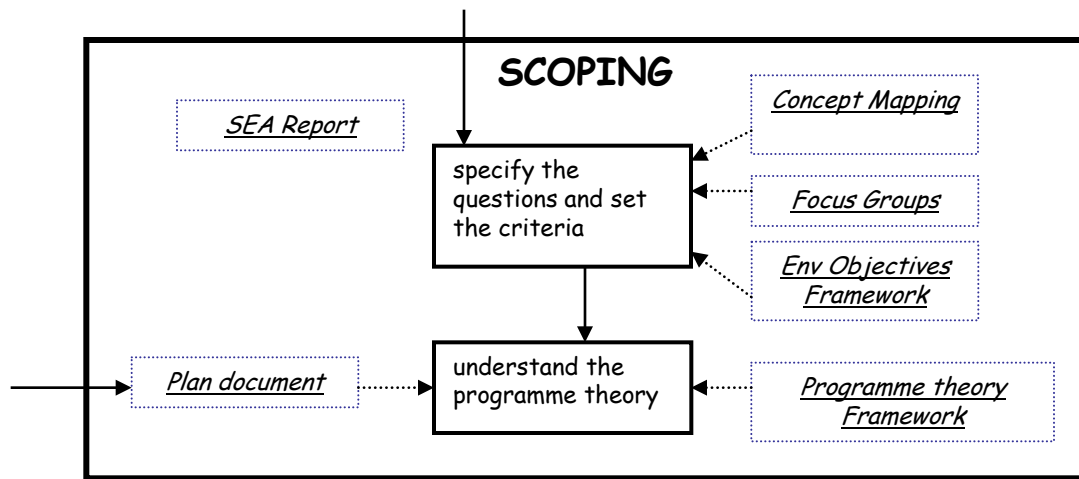 SCOPING
SEA Report
Concept Mapping
specify the
questions and set
the criteria
Focus Groups
Env Objectives
Framework
Plan document
understand the
programme theory
Programme theory
Framework